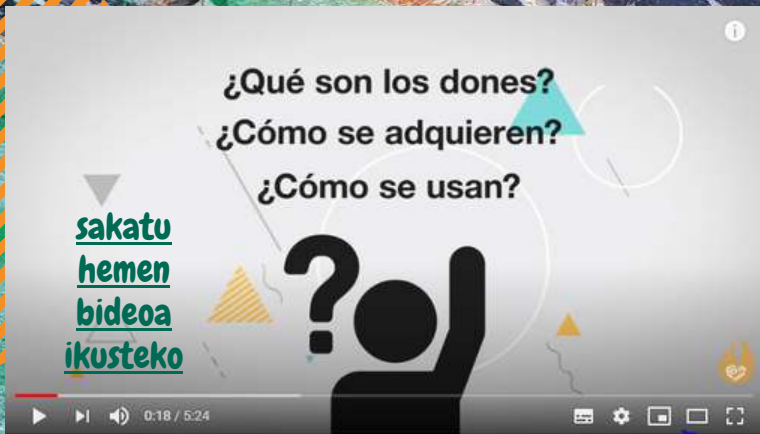 ¿Qué son los dones?
¿Cómo se adquieren?
¿Cómo se usan?
sakatu
hemen
bideoa
ikusteko
?
0:18 / 5:24